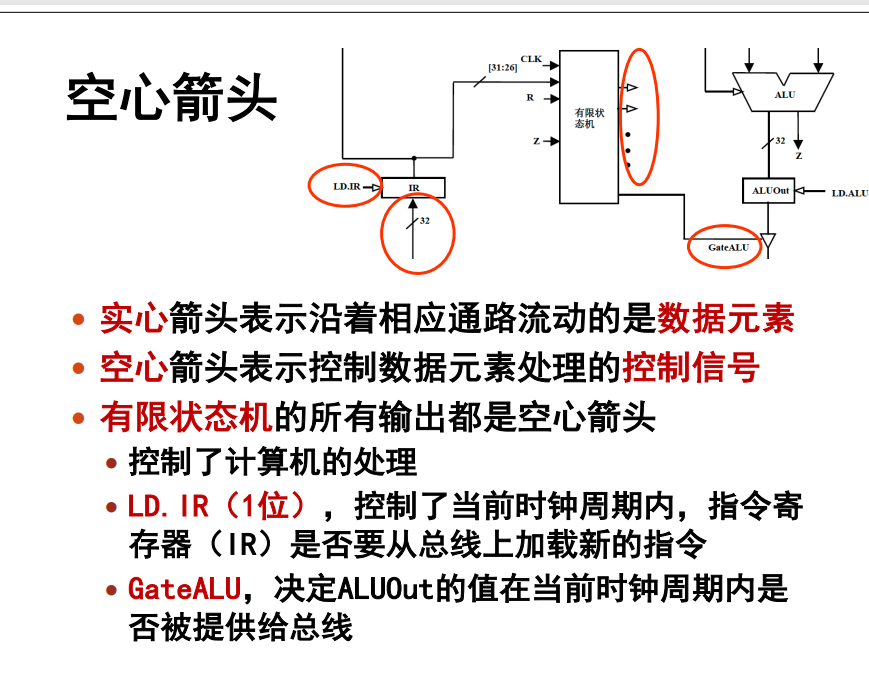 空心箭头
CLK
[31:26]
R
Z
有限状
态机
LD.IR
IR
32
ALU
32
Z
ALUOut
LD.ALU
GateALU
• 实心箭头表示沿着相应通路流动的是数据元素
• 空心箭头表示控制数据元素处理的控制信号
• 有限状态机的所有输出都是空心箭头
• 控制了计算机的处理
• LD.IR（1位），控制了当前时钟周期内，指令寄
存器（IR）是否要从总线上加载新的指令
• GateALU，决定ALUOut的值在当前时钟周期内是
否被提供给总线